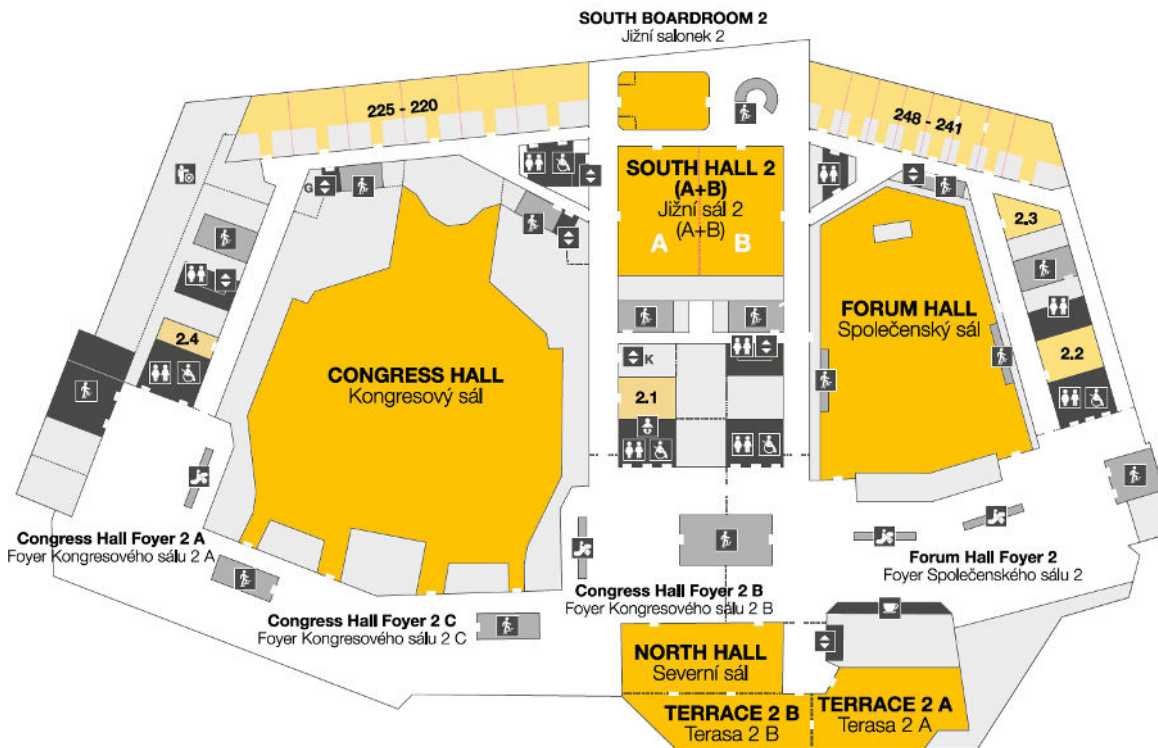 SOUTH BOARDROOM 2
Jižní salonek 2
225 - 220
248 - 241
SOUTH HALL 2
(A+B)
Jižní sál 2
(A+B)
A
B
G
2.3
FORUM HALL
Společenský sál
2.4
K
2.2
CONGRESS HALL
Kongresový sál
2.1
Congress Hall Foyer 2 A
Foyer Kongresového sálu 2 A
Forum Hall Foyer 2
Foyer Společenského sálu 2
Congress Hall Foyer 2 B
Foyer Kongresového sálu 2 B
Congress Hall Foyer 2 C
Foyer Kongresového sálu 2 C
NORTH HALL
Severní sál
TERRACE 2 B
Terasa 2 B
TERRACE 2 A
Terasa 2 A